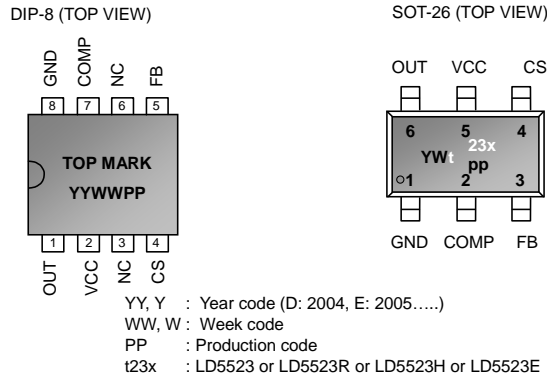 DIP-8 (TOP VIEW)
GND COMP NC FB
8 7 6 5
TOP MARK
YYWWPP
1 2 3 4
OUT VCC NC CS
SOT-26 (TOP VIEW)
OUT VCC CS
6 5 4
YWt 23x
pp
1 2 3
GND COMP FB
YY, Y : Year code (D: 2004, E: 2005…..)
WW, W : Week code
PP : Production code
t23x : LD5523 or LD5523R or LD5523H or LD5523E